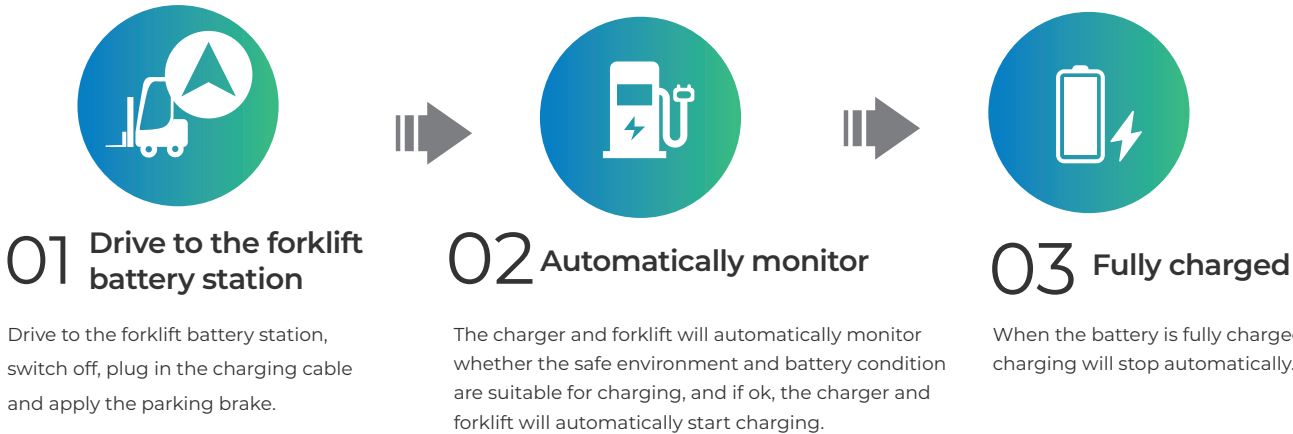 01 Drive to the forklift
battery station
Drive to the forklift battery station,
switch off, plug in the charging cable
and apply the parking brake.
02 Automatically monitor
The charger and forklift will automatically monitor
whether the safe environment and battery condition
are suitable for charging, and if ok, the charger and
forklift will automatically start charging.
03 Fully charged
When the battery is fully charged
charging will stop automatically.